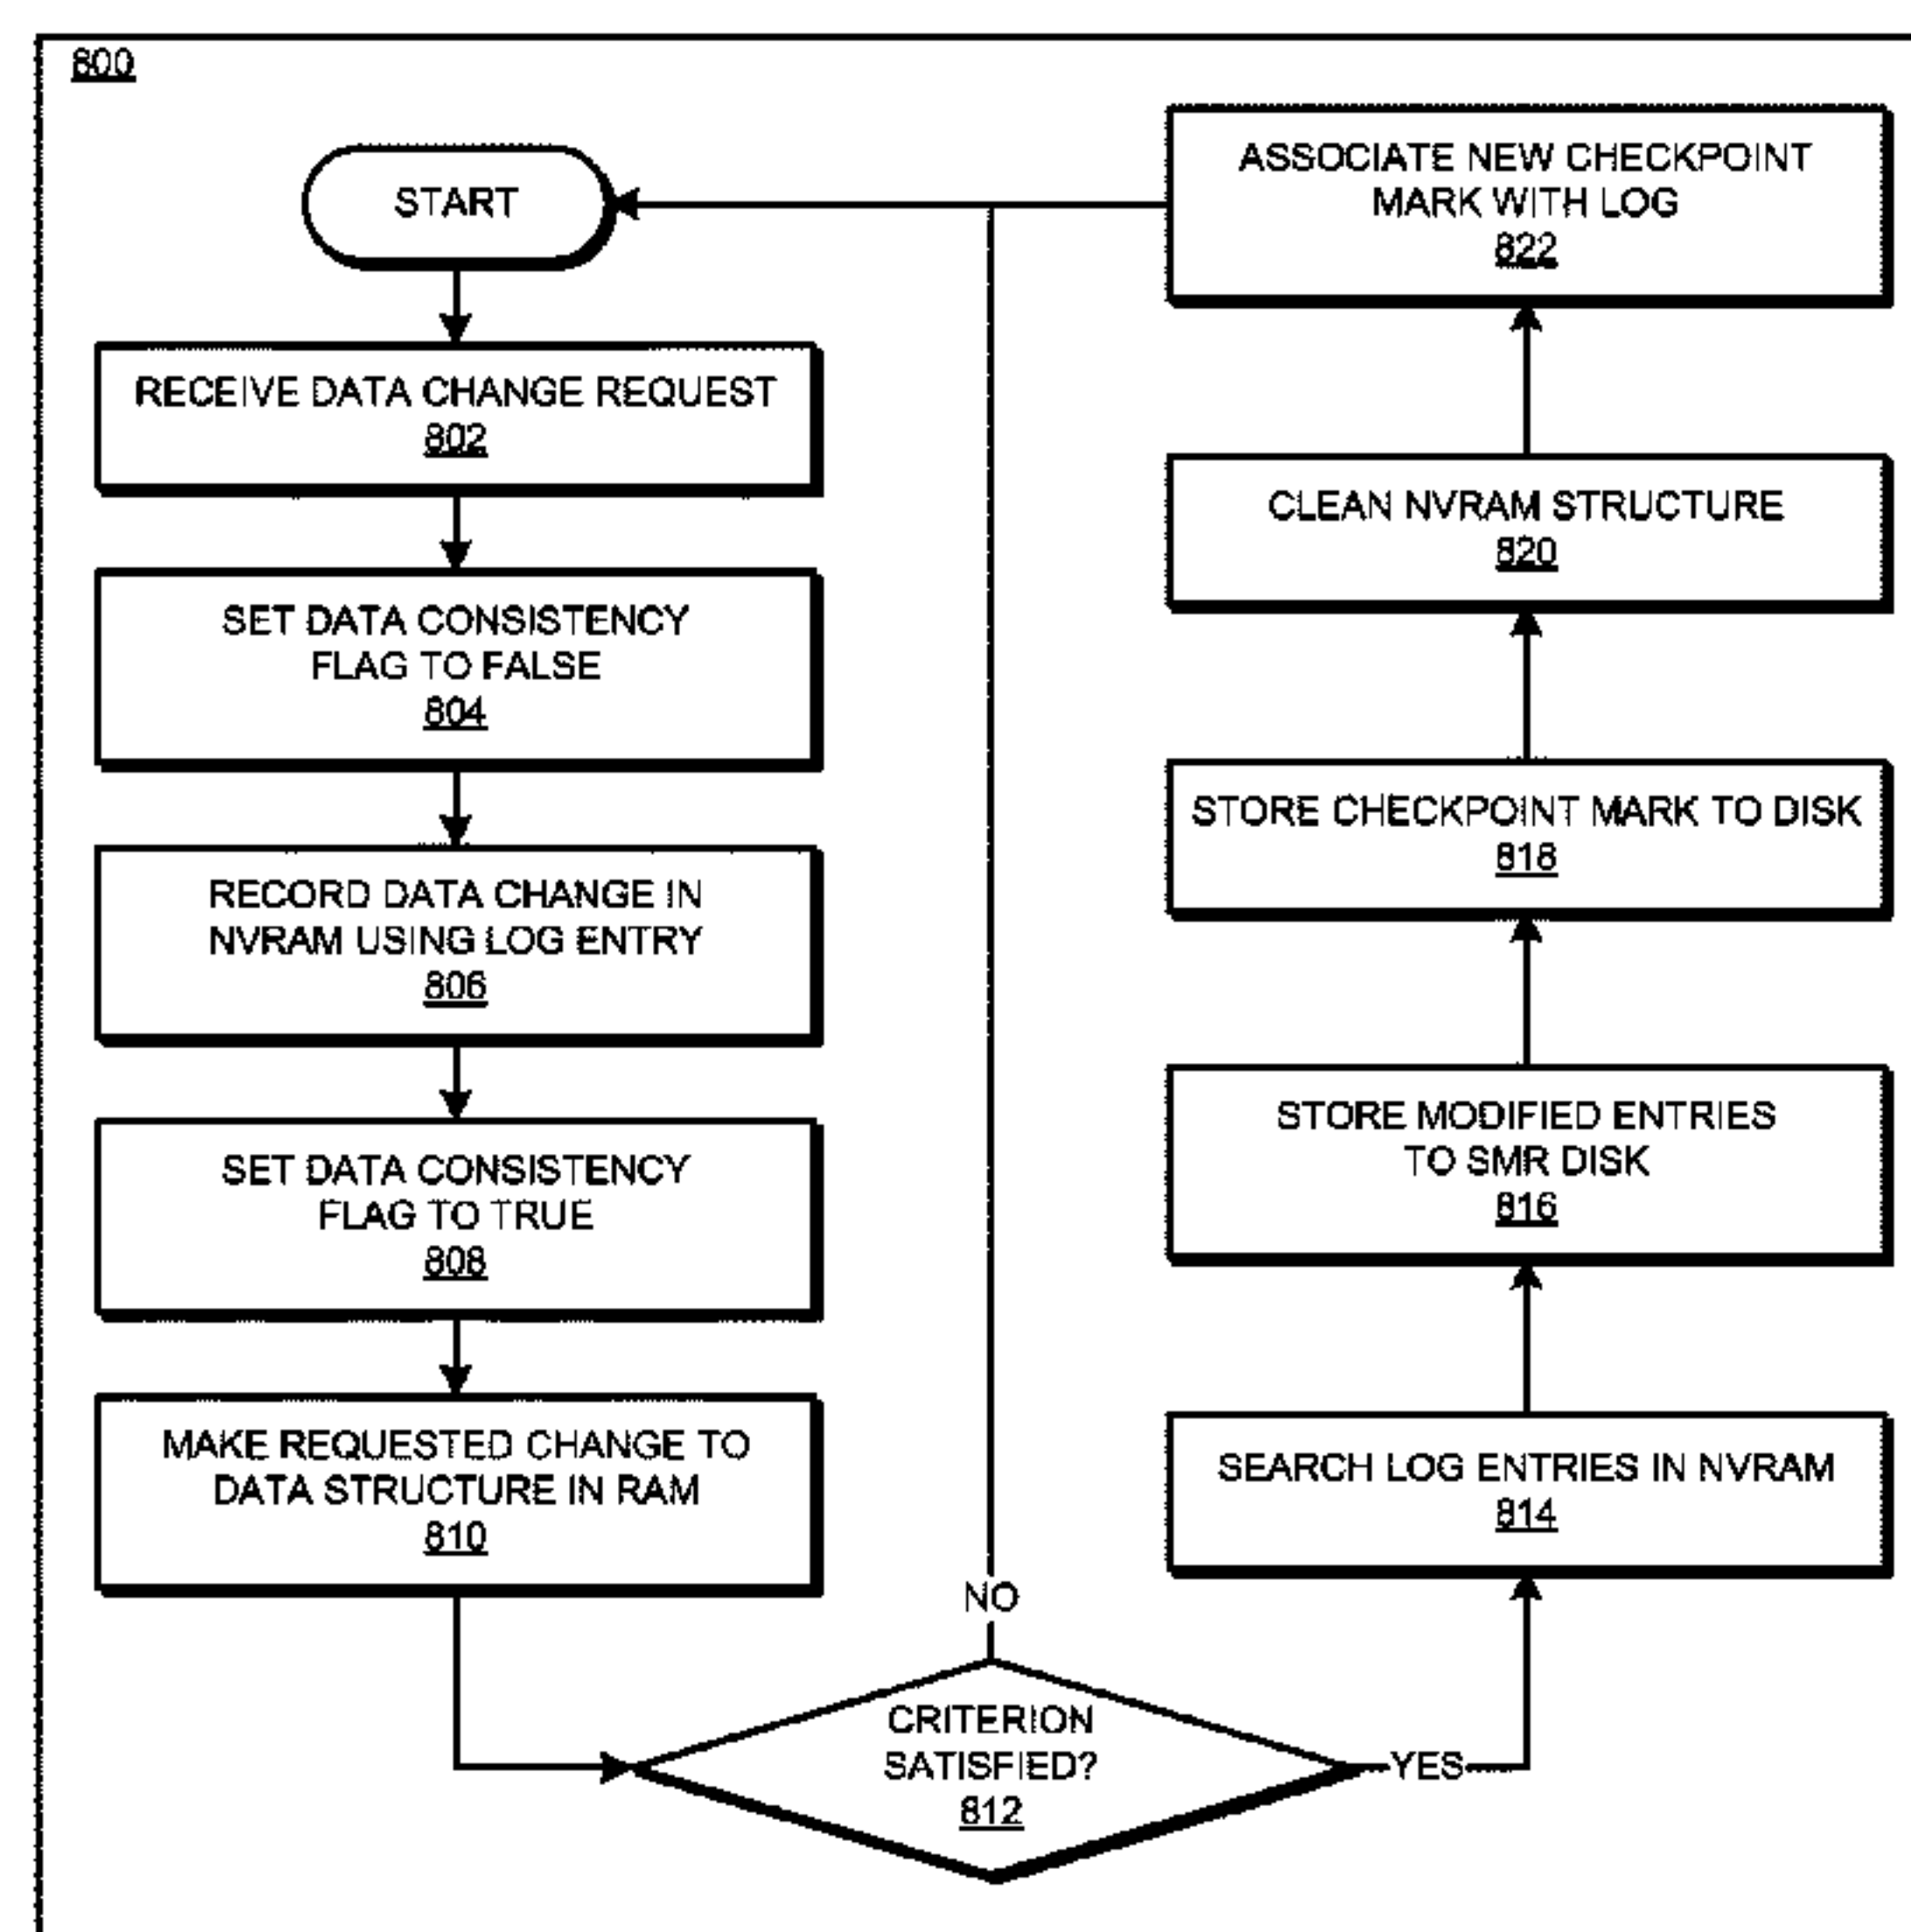 800
START
RECEIVE DATA CHANGE REQUEST
802
SET DATA CONSISTENCY
FLAG TO FALSE
804
RECORD DATA CHANGE IN
NVRAM USING LOG ENTRY
806
SET DATA CONSISTENCY
FLAG TO TRUE
808
MAKE REQUESTED CHANGE TO
DATA STRUCTURE IN RAM
810
CRITERION
SATISFIED?
812
NO
YES
SEARCH LOG ENTRIES IN NVRAM
814
STORE MODIFIED ENTRIES
TO SMR DISK
816
STORE CHECKPOINT MARK TO DISK
818
CLEAN NVRAM STRUCTURE
820
ASSOCIATE NEW CHECKPOINT
MARK WITH LOG
822